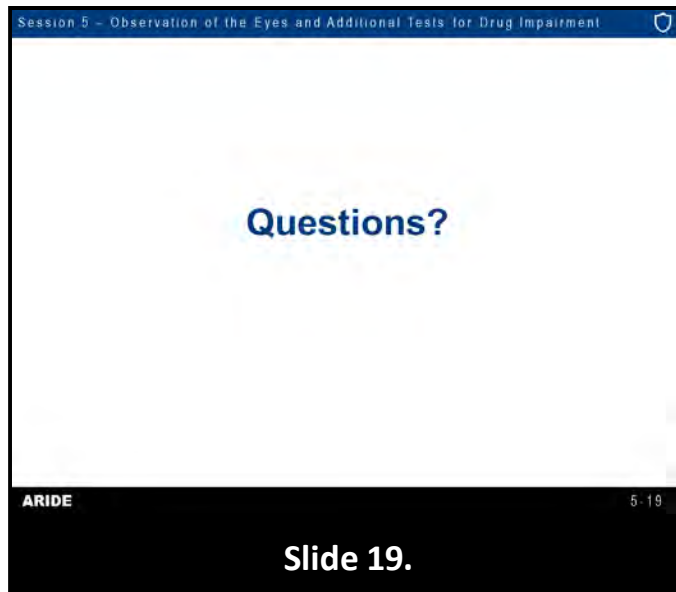 Session 5 – Observation of the Eyes and Additional Tests for Drug Impairment
Questions?
ARIDE
5-19
Slide 19.